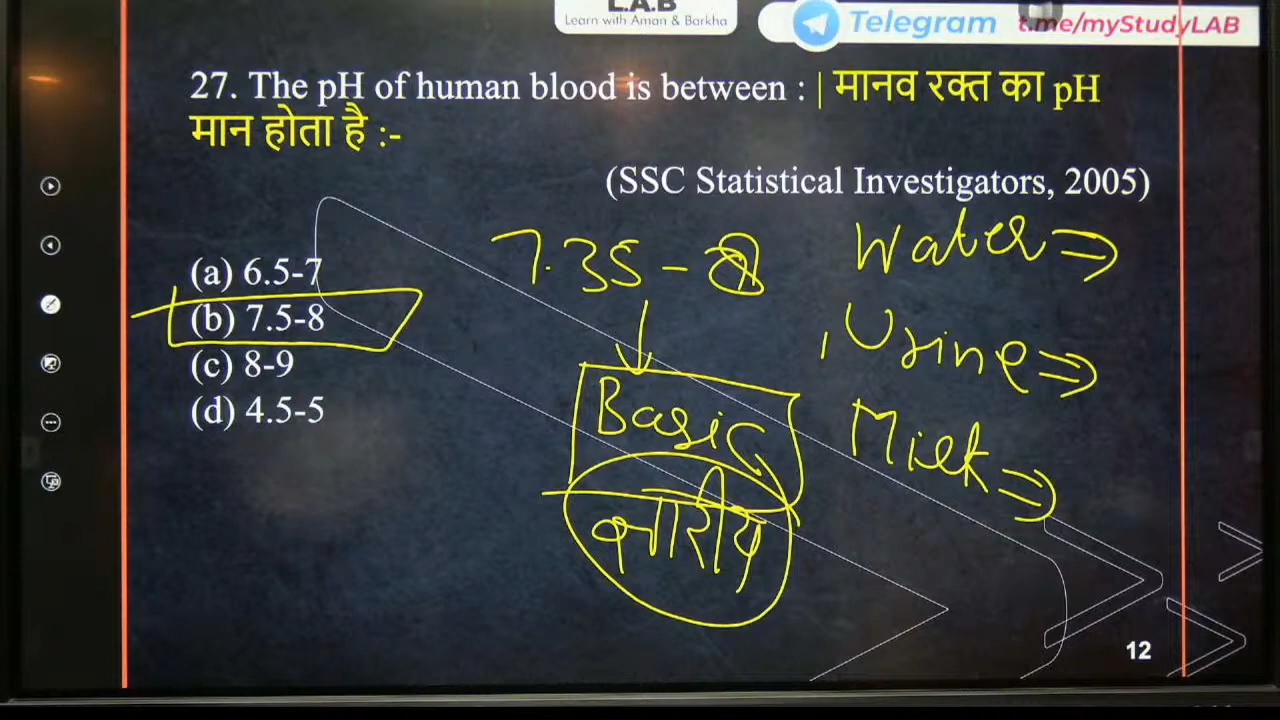 L.A.B
Learn with Aman & Barkha
Telegram t.me/myStudyLAB
27. The pH of human blood is between : | मानव रक्त का pH
मान होता है :-
(SSC Statistical Investigators, 2005)
(a) 6.5-7
(b) 7.5-8
(c) 8-9
(d) 4.5-5
7.35 - 8
Basic
क्षारीय
Water ⇒
Urine ⇒
Milk ⇒
12